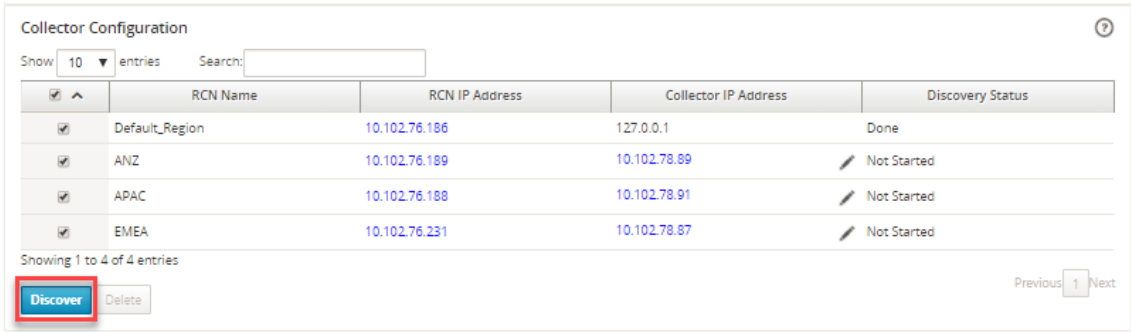 Collector Configuration ?
Show 10 entries Search:
RCN Name RCN IP Address Collector IP Address Discovery Status
Default_Region 10.102.76.186 127.0.0.1 Done
ANZ 10.102.76.189 10.102.78.89 Not Started
APAC 10.102.76.188 10.102.78.91 Not Started
EMEA 10.102.76.231 10.102.78.87 Not Started
Showing 1 to 4 of 4 entries
Previous 1 Next
Discover Delete